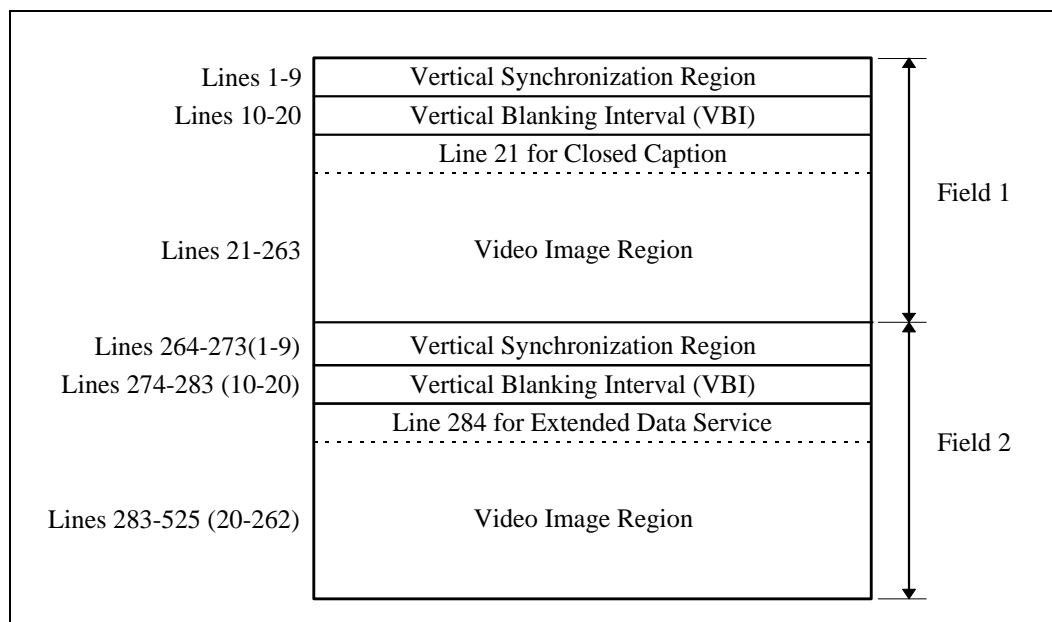 Lines 1-9 Vertical Synchronization Region
Lines 10-20 Vertical Blanking Interval (VBI)
Line 21 for Closed Caption
Field 1
Lines 21-263 Video Image Region
Lines 264-273(1-9) Vertical Synchronization Region
Lines 274-283 (10-20) Vertical Blanking Interval (VBI)
Line 284 for Extended Data Service
Field 2
Lines 283-525 (20-262) Video Image Region